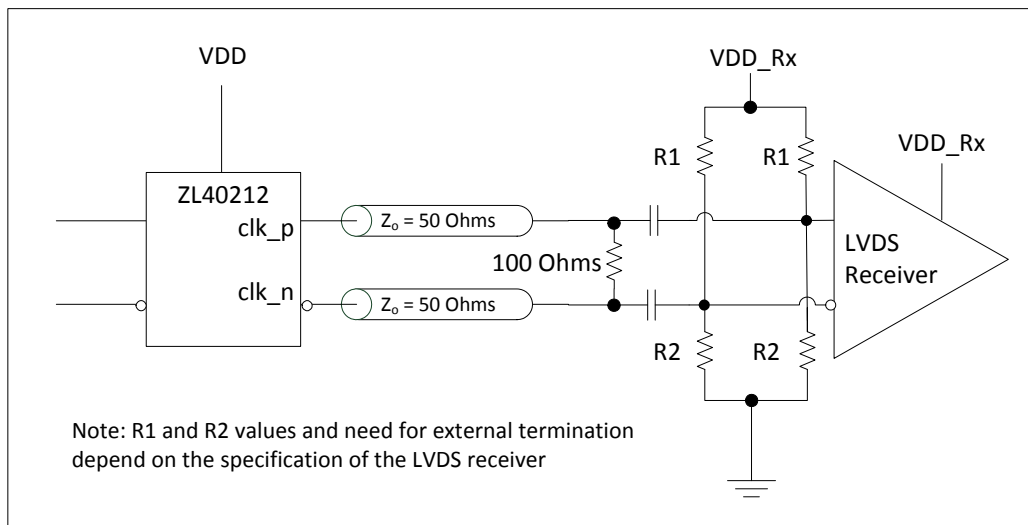 VDD
VDD_Rx
R1
R1
VDD_Rx
ZL40212
clk_p
Zo = 50 Ohms
100 Ohms
LVDS
Receiver
clk_n
Zo = 50 Ohms
R2
R2
Note: R1 and R2 values and need for external termination
depend on the specification of the LVDS receiver